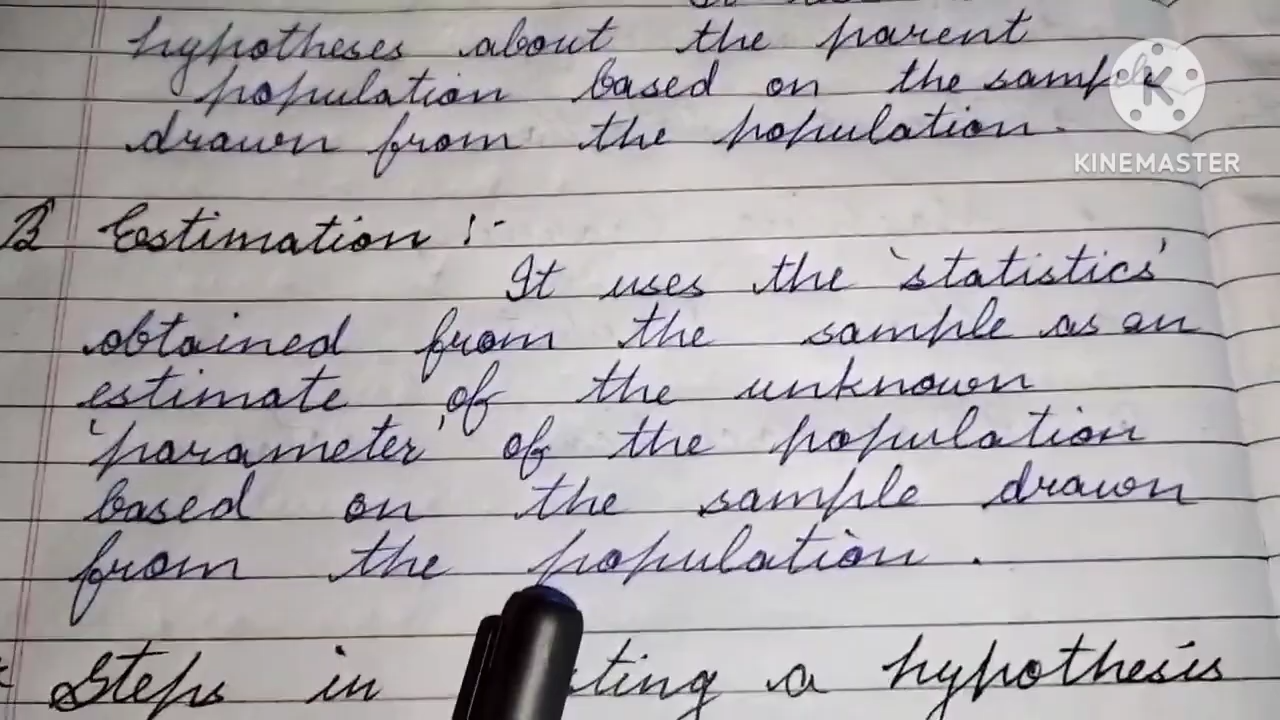 hypotheses about the parent
population based on the sample
drawn from the population.
KINEMASTER
B Estimation :-
It uses the 'statistics'
obtained from the sample as an
estimate of the unknown
'parameter' of the population
based on the sample drawn
from the population.
Steps in a hypothesis